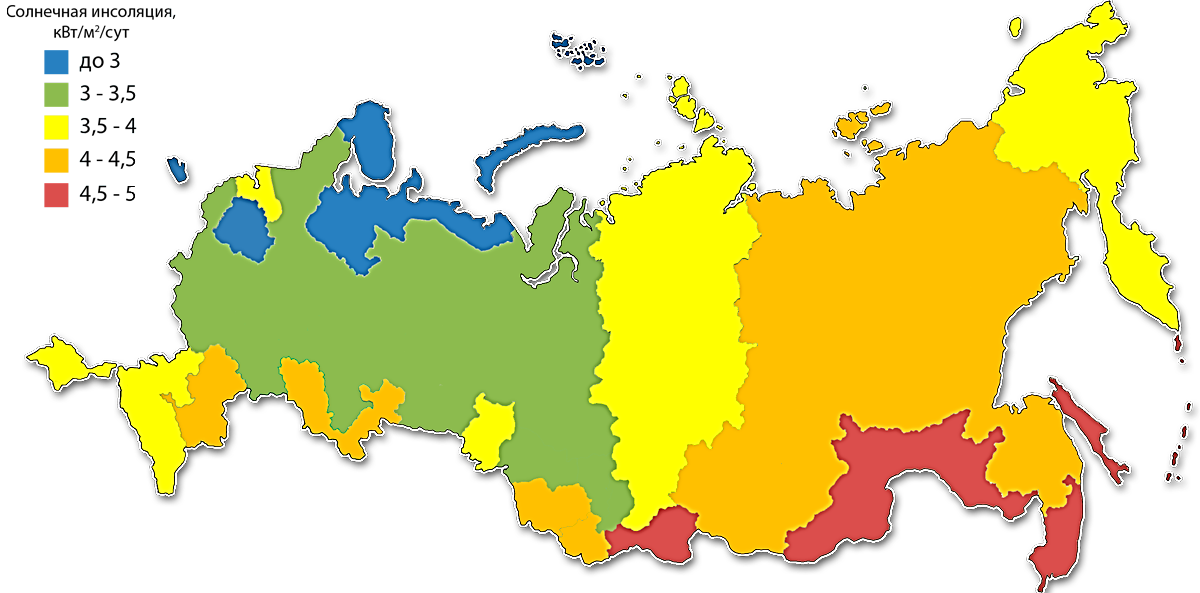 Солнечная инсоляция,
кВт/м²/сут
до 3
3 - 3,5
3,5 - 4
4 - 4,5
4,5 - 5